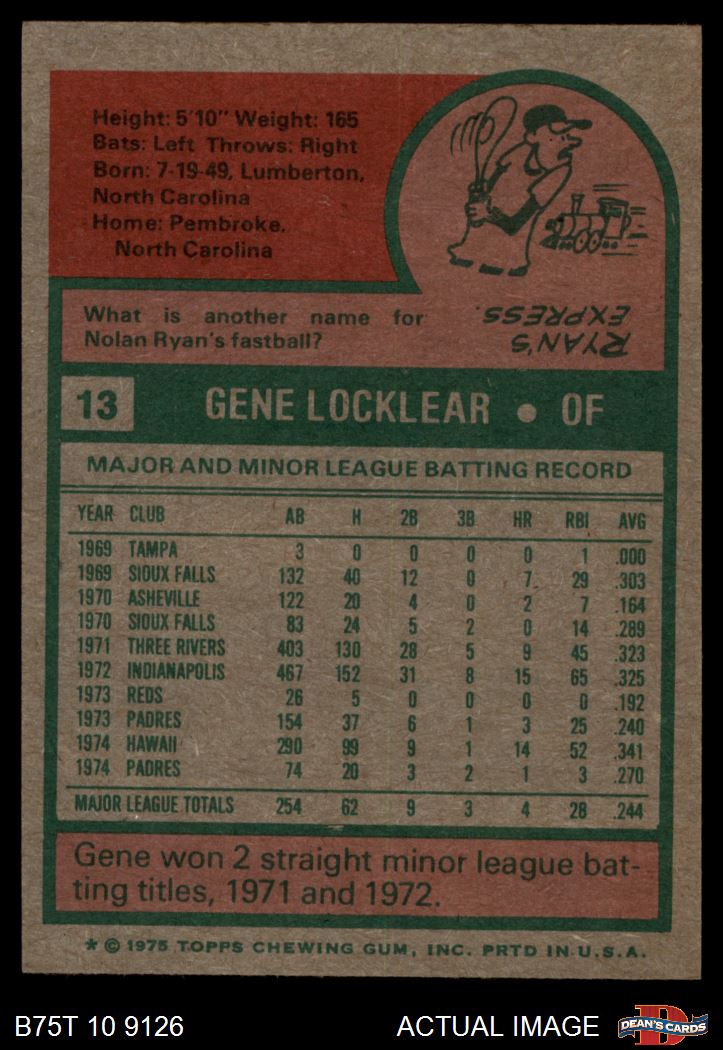 Height: 5'10" Weight: 165
Bats: Left Throws: Right
Born: 7-19-49, Lumberton,
North Carolina
Home: Pembroke,
North Carolina
What is another name for
Nolan Ryan's fastball?
RYAN'S
EXPRESS.
13 GENE LOCKLEAR • OF
MAJOR AND MINOR LEAGUE BATTING RECORD
YEAR CLUB AB H 2B 3B HR RBI AVG
1969 TAMPA 3 0 0 0 0 1 .000
1969 SIOUX FALLS 132 40 12 0 7 29 .303
1970 ASHEVILLE 122 20 4 0 2 7 .164
1970 SIOUX FALLS 83 24 5 2 0 14 .289
1971 THREE RIVERS 403 130 28 5 9 45 .323
1972 INDIANAPOLIS 467 152 31 8 15 65 .325
1973 REDS 26 5 0 0 0 0 .192
1973 PADRES 154 37 6 1 3 25 .240
1974 HAWAII 290 99 9 1 14 52 .341
1974 PADRES 74 20 3 2 1 3 .270
MAJOR LEAGUE TOTALS 254 62 9 3 4 28 .244
Gene won 2 straight minor league bat-
ting titles, 1971 and 1972.
* © 1975 TOPPS CHEWING GUM, INC. PRTD IN U.S.A.
B75T 10 9126 ACTUAL IMAGE DEAN'S CARDS